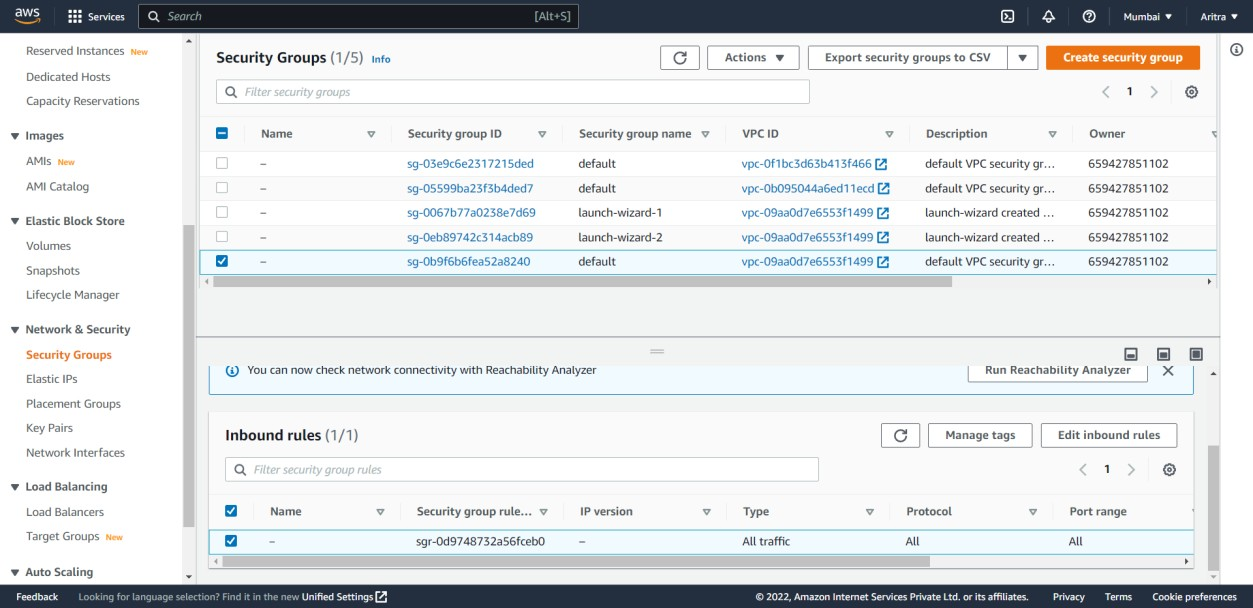 aws Services Search [Alt+S] Mumbai Aritra
Reserved Instances New
Dedicated Hosts
Capacity Reservations
Images
AMIs New
AMI Catalog
Elastic Block Store
Volumes
Snapshots
Lifecycle Manager
Network & Security
Security Groups
Elastic IPs
Placement Groups
Key Pairs
Network Interfaces
Load Balancing
Load Balancers
Target Groups New
Auto Scaling
Security Groups (1/5) Info Actions Export security groups to CSV Create security group
Filter security groups 1
Name Security group ID Security group name VPC ID Description Owner
– sg-03e9c6e2317215ded default vpc-0f1bc3d63b413f466 default VPC security gr... 659427851102
– sg-05599ba23f3b4ded7 default vpc-0b095044a6ed11ecd default VPC security gr... 659427851102
– sg-0067b77a0238e7d69 launch-wizard-1 vpc-09aa0d7e6553f1499 launch-wizard created ... 659427851102
– sg-0eb89742c314acb89 launch-wizard-2 vpc-09aa0d7e6553f1499 launch-wizard created ... 659427851102
– sg-0b9f6b6fea52a8240 default vpc-09aa0d7e6553f1499 default VPC security gr... 659427851102
You can now check network connectivity with Reachability Analyzer Run Reachability Analyzer
Inbound rules (1/1) Manage tags Edit inbound rules
Filter security group rules 1
Name Security group rule... IP version Type Protocol Port range
– sgr-0d9748732a56fceb0 – All traffic All All
Feedback Looking for language selection? Find it in the new Unified Settings © 2022, Amazon Internet Services Private Ltd. or its affiliates. Privacy Terms Cookie preferences